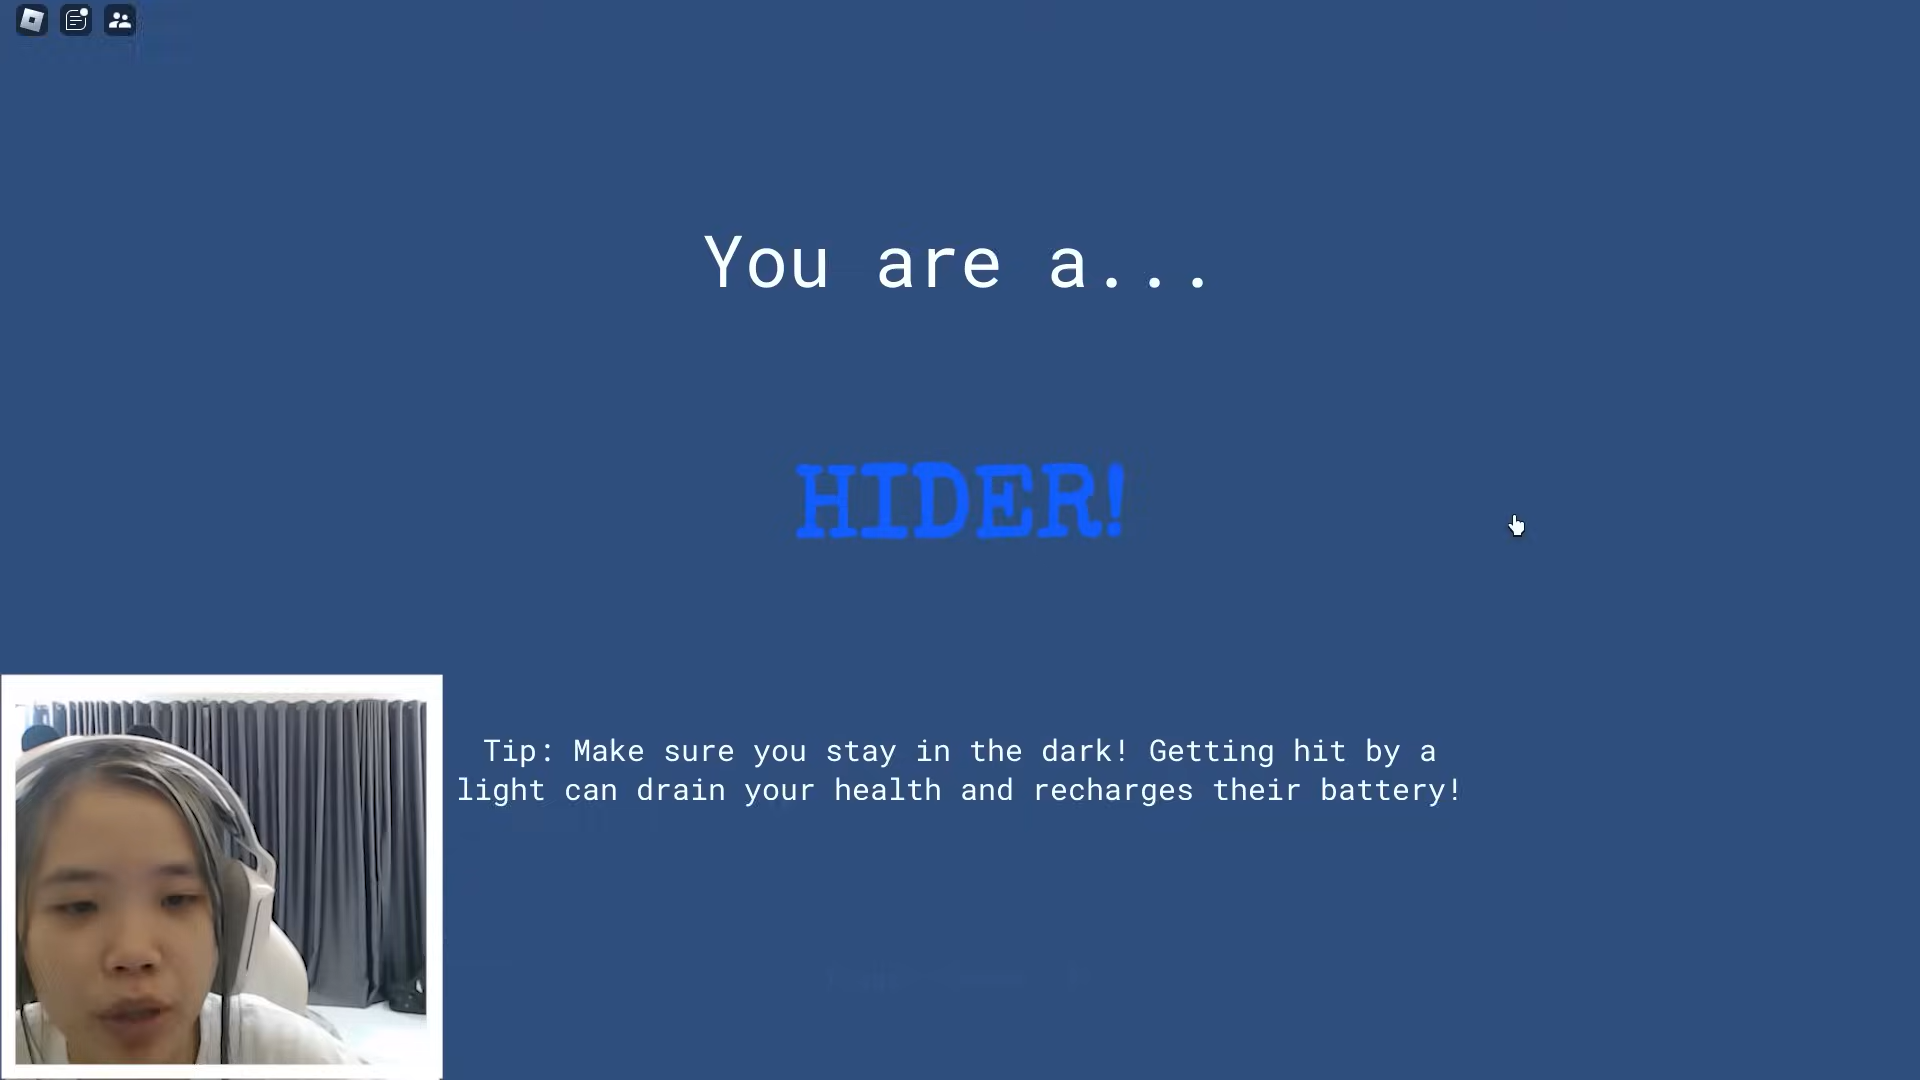 You are a...
HIDER!
Tip: Make sure you stay in the dark! Getting hit by a
light can drain your health and recharges their battery!